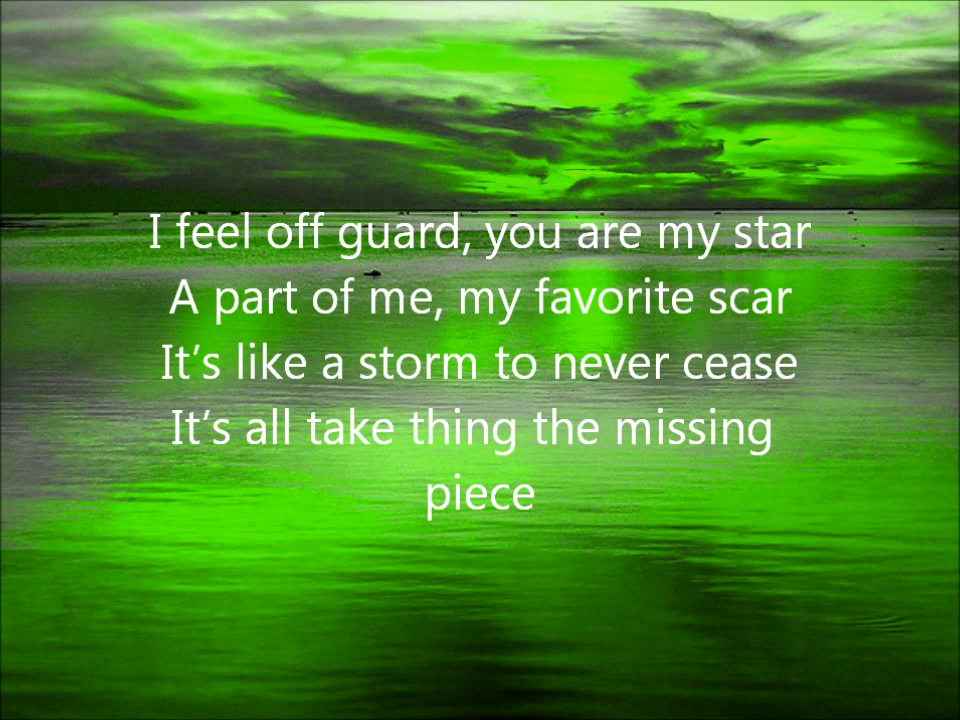 I feel off guard, you are my star
A part of me, my favorite scar
It's like a storm to never cease
It's all take thing the missing
piece